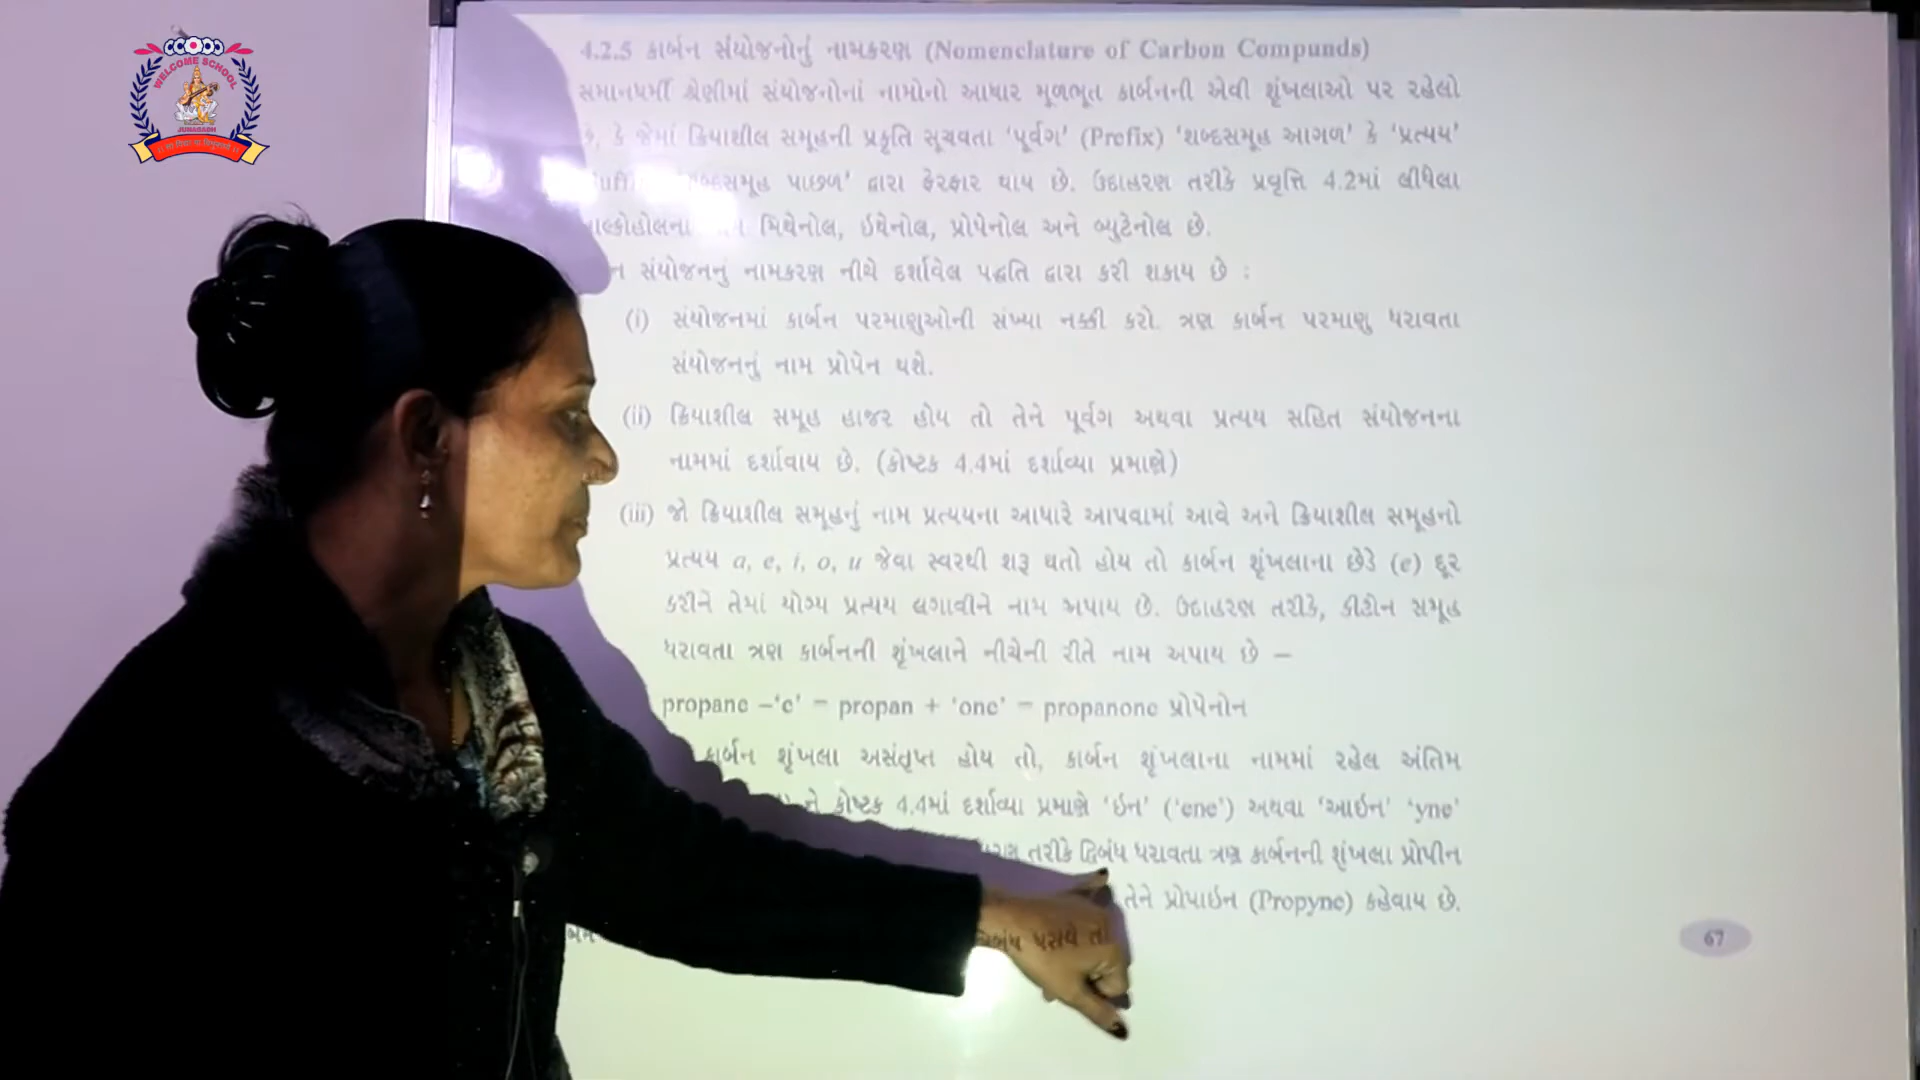 WELCOME SCHOOL
JUNAGADH
4.2.5 કાર્બન સંયોજનોનું નામકરણ (Nomenclature of Carbon Compunds)
સમાનધર્મી શ્રેણીમાં સંયોજનોનાં નામોનો આધાર મૂળભૂત કાર્બનની એવી શૃંખલાઓ પર રહેલો
કે જેમાં ક્રિયાશીલ સમૂહની પ્રકૃતિ સૂચવતા ‘પૂર્વગ’ (Prefix) ‘શબ્દસમૂહ આગળ’ કે ‘પ્રત્યય’
પાછળ’ દ્વારા ફેરફાર થાય છે. ઉદાહરણ તરીકે પ્રવૃત્તિ 4.2માં લીધેલા
મિથેનોલ, ઇથેનોલ, પ્રોપેનોલ અને બ્યુટેનોલ છે.
સંયોજનનું નામકરણ નીચે દર્શાવેલ પદ્ધતિ દ્વારા કરી શકાય છે :
(i) સંયોજનમાં કાર્બન પરમાણુઓની સંખ્યા નક્કી કરો. ત્રણ કાર્બન પરમાણુ ધરાવતા
સંયોજનનું નામ પ્રોપેન થશે.
(ii) ક્રિયાશીલ સમૂહ હાજર હોય તો તેને પૂર્વગ અથવા પ્રત્યય સહિત સંયોજનના
નામમાં દર્શાવાય છે. (કોષ્ટક 4.4માં દર્શાવ્યા પ્રમાણે)
(iii) જો ક્રિયાશીલ સમૂહનું નામ પ્રત્યયના આધારે આપવામાં આવે અને ક્રિયાશીલ સમૂહનો
પ્રત્યય a, e, i, o, u જેવા સ્વરથી શરૂ થતો હોય તો કાર્બન શૃંખલાના છેડે (e) દૂર
કરીને તેમાં યોગ્ય પ્રત્યય લગાવીને નામ અપાય છે. ઉદાહરણ તરીકે, કીટોન સમૂહ
ધરાવતા ત્રણ કાર્બનની શૃંખલાને નીચેની રીતે નામ અપાય છે –
propane –‘e’ = propan + ‘one’ = propanone પ્રોપેનોન
કાર્બન શૃંખલા અસંતૃપ્ત હોય તો, કાર્બન શૃંખલાના નામમાં રહેલ અંતિમ
ને કોષ્ટક 4.4માં દર્શાવ્યા પ્રમાણે ‘ઇન’ (‘ene’) અથવા ‘આઇન’ ‘yne’
તરીકે દ્વિબંધ ધરાવતા ત્રણ કાર્બનની શૃંખલા પ્રોપીન
તેને પ્રોપાઇન (Propyne) કહેવાય છે.
ધરાવે તો
67